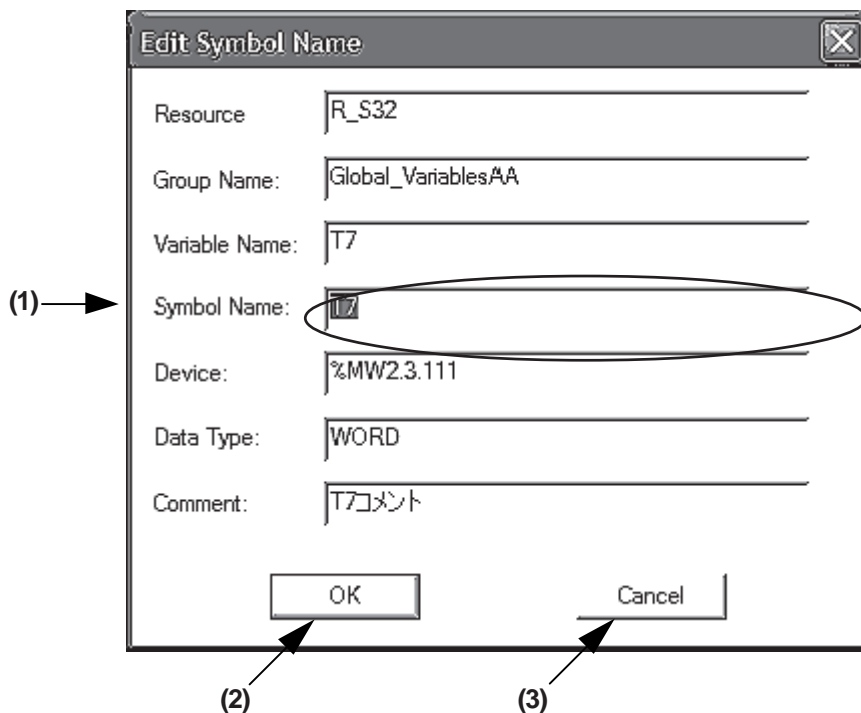 Edit Symbol Name
Resource R_S32
Group Name: Global_VariablesAA
Variable Name: T7
(1) Symbol Name: T7
Device: %MW2.3.111
Data Type: WORD
Comment: T7コメント
OK Cancel
(2) (3)